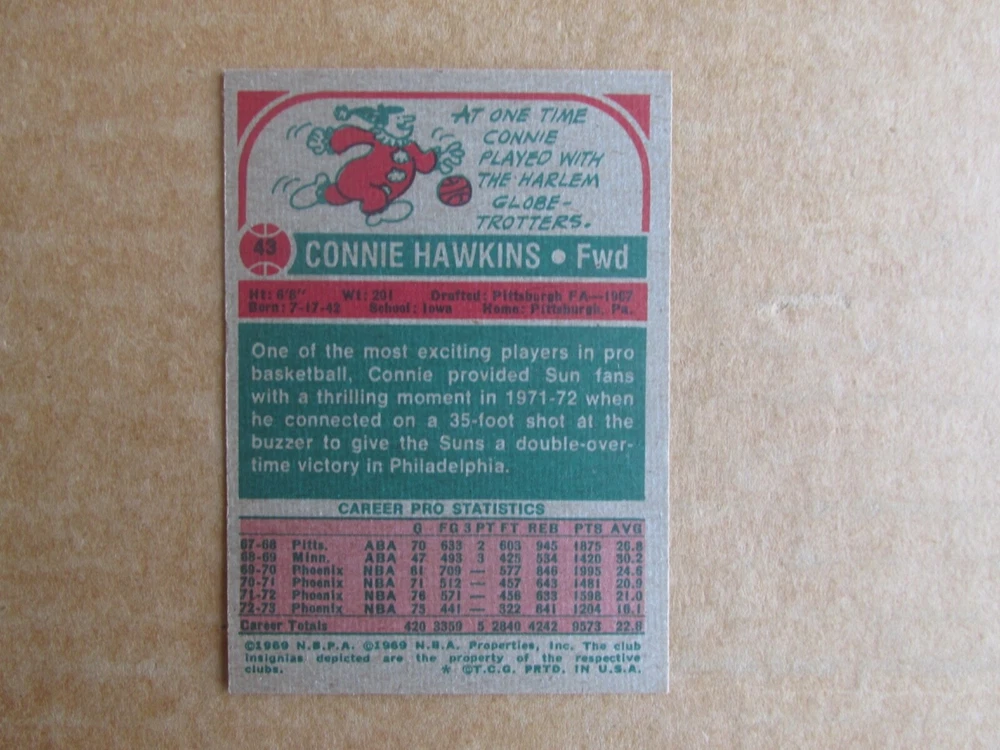 AT ONE TIME
CONNIE
PLAYED WITH
THE HARLEM
GLOBE-
TROTTERS.
43 CONNIE HAWKINS • Fwd
Ht: 6'8" Wt: 201 Drafted: Pittsburgh FA—1967
Born: 7-17-42 School: Iowa Home: Pittsburgh, Pa.
One of the most exciting players in pro
basketball, Connie provided Sun fans
with a thrilling moment in 1971-72 when
he connected on a 35-foot shot at the
buzzer to give the Suns a double-over-
time victory in Philadelphia.
CAREER PRO STATISTICS
G FG 3PT FT REB PTS AVG
67-68 Pitts. ABA 70 633 2 603 945 1875 26.8
68-69 Minn. ABA 47 493 3 425 534 1420 30.2
69-70 Phoenix NBA 81 709 — 577 846 1995 24.6
70-71 Phoenix NBA 71 512 — 457 643 1481 20.9
71-72 Phoenix NBA 76 571 — 456 633 1598 21.0
72-73 Phoenix NBA 75 441 — 322 641 1204 16.1
Career Totals 420 3359 5 2840 4242 9573 22.8
©1969 N.B.P.A. ©1969 N.B.A. Properties, Inc. The club
insignias depicted are the property of the respective
clubs. * ©T.C.G. PRTD. IN U.S.A.